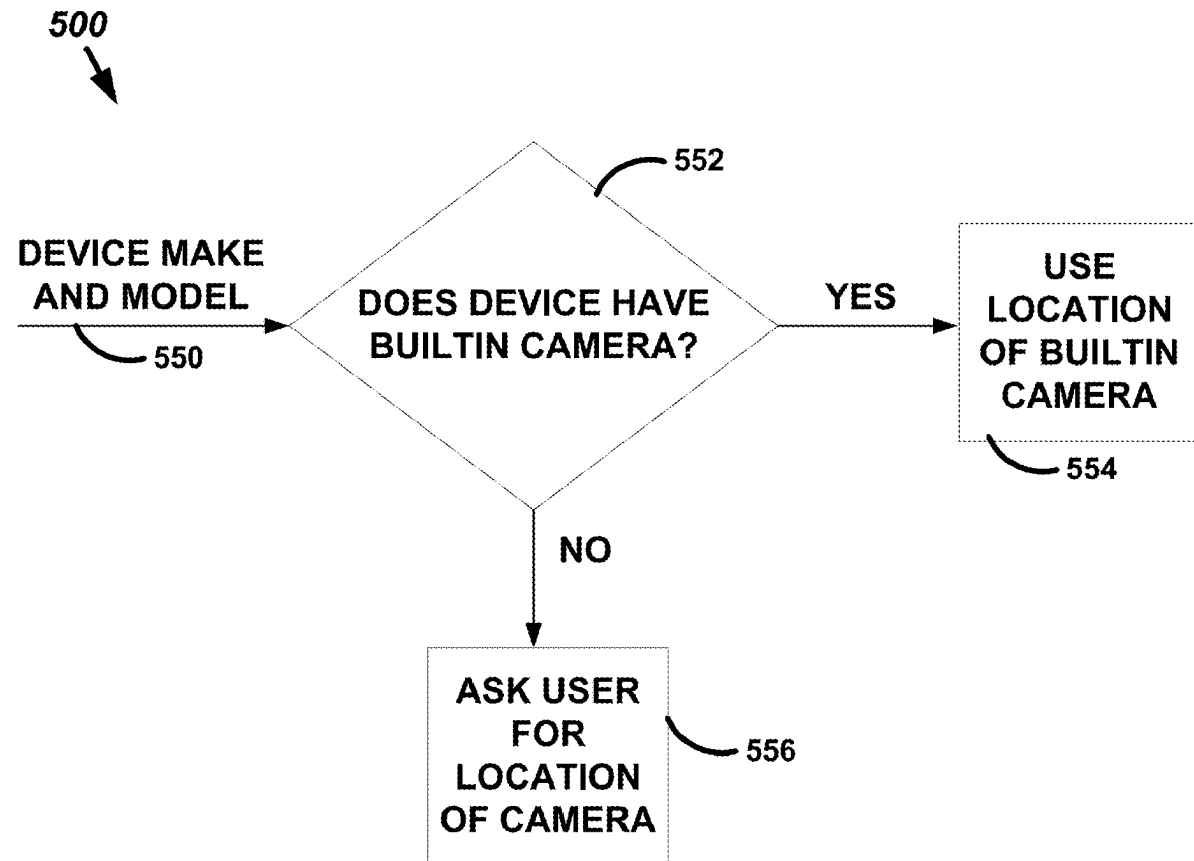 500
552
DEVICE MAKE
AND MODEL
550
DOES DEVICE HAVE
BUILTIN CAMERA?
YES
USE
LOCATION
OF BUILTIN
CAMERA
554
NO
ASK USER
FOR
LOCATION
OF CAMERA
556